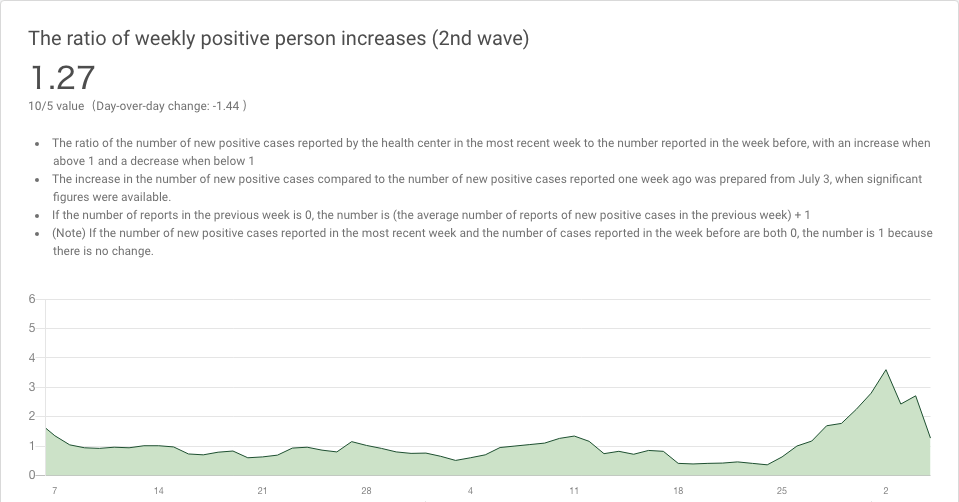 The ratio of weekly positive person increases (2nd wave)
1.27
10/5 value（Day-over-day change: -1.44 ）
• The ratio of the number of new positive cases reported by the health center in the most recent week to the number reported in the week before, with an increase when
above 1 and a decrease when below 1
• The increase in the number of new positive cases compared to the number of new positive cases reported one week ago was prepared from July 3, when significant
figures were available.
• If the number of reports in the previous week is 0, the number is (the average number of reports of new positive cases in the previous week) + 1
• (Note) If the number of new positive cases reported in the most recent week and the number of cases reported in the week before are both 0, the number is 1 because
there is no change.
6
5
4
3
2
1
0
7 14 21 28 4 11 18 25 2